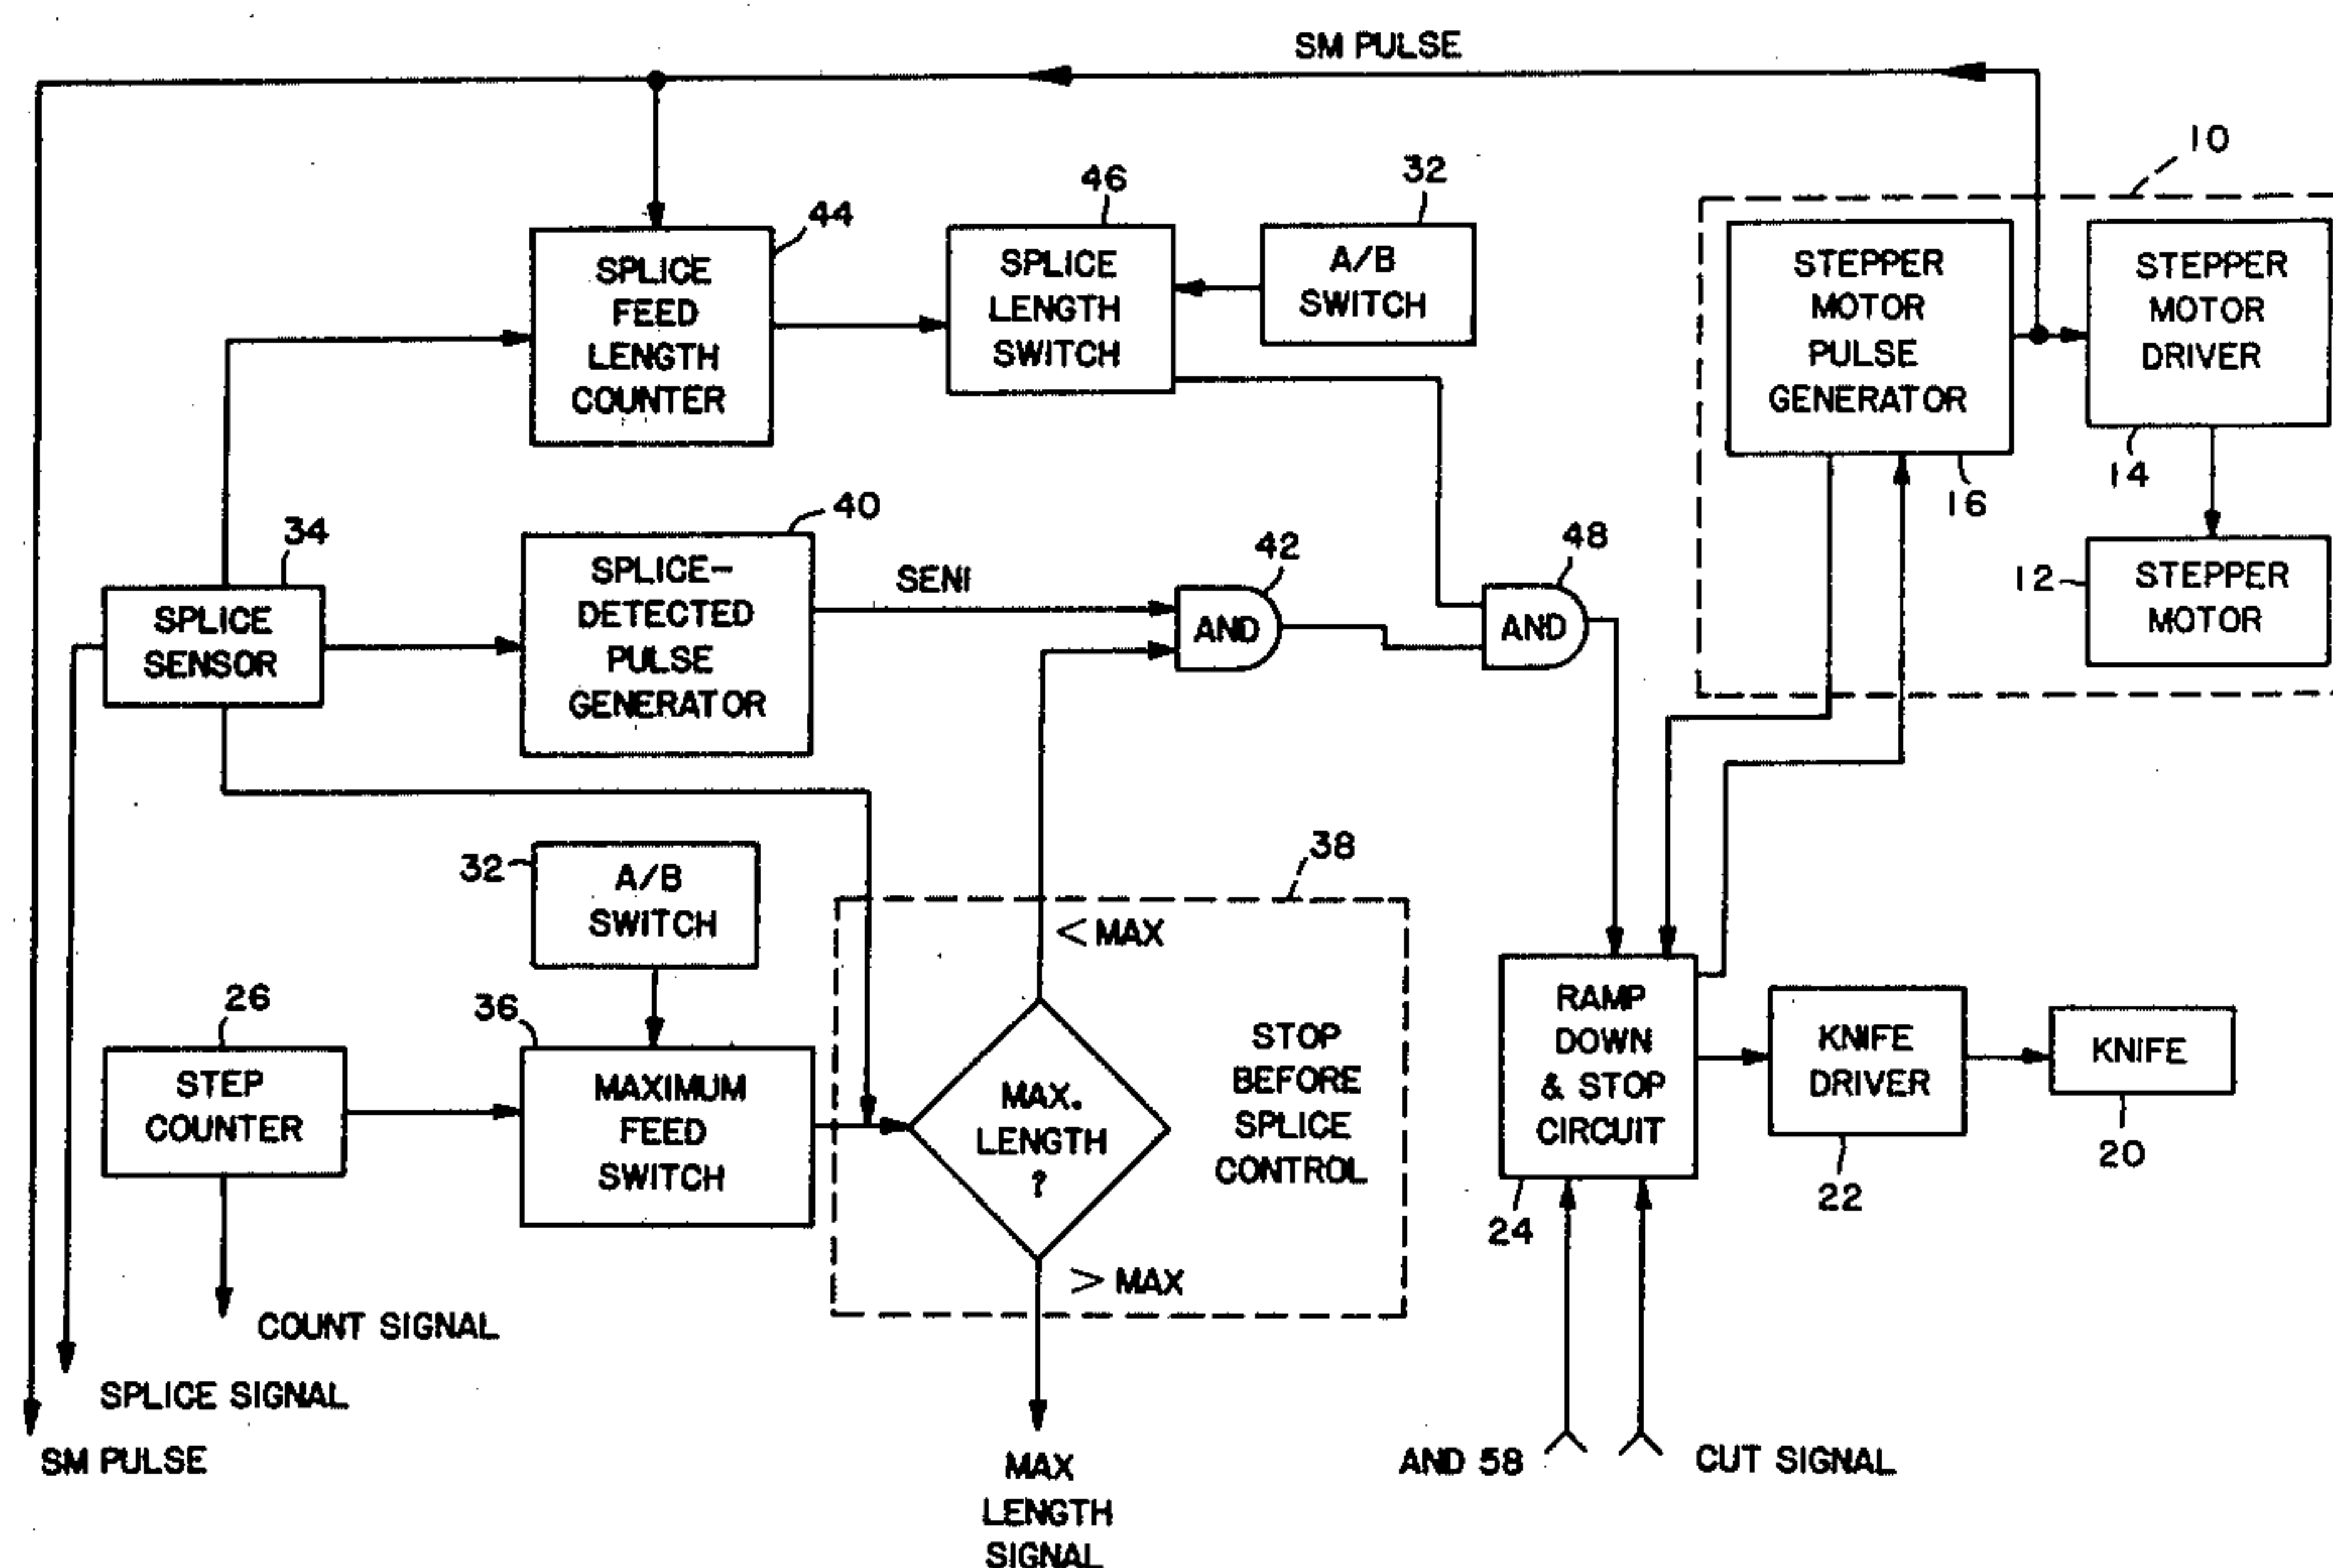 SM PULSE
10
44
46
32
SPLICE
FEED
LENGTH
COUNTER
SPLICE
LENGTH
SWITCH
A/B
SWITCH
STEPPER
MOTOR
PULSE
GENERATOR
STEPPER
MOTOR
DRIVER
16
14
34
40
42
48
12
SPLICE
SENSOR
SPLICE-
DETECTED
PULSE
GENERATOR
SENI
AND
AND
STEPPER
MOTOR
32
A/B
SWITCH
38
< MAX
26
36
STEP
COUNTER
MAXIMUM
FEED
SWITCH
MAX.
LENGTH
?
STOP
BEFORE
SPLICE
CONTROL
RAMP
DOWN
& STOP
CIRCUIT
KNIFE
DRIVER
KNIFE
24
22
20
> MAX
COUNT SIGNAL
SPLICE SIGNAL
SM PULSE
MAX
LENGTH
SIGNAL
AND 58
CUT SIGNAL